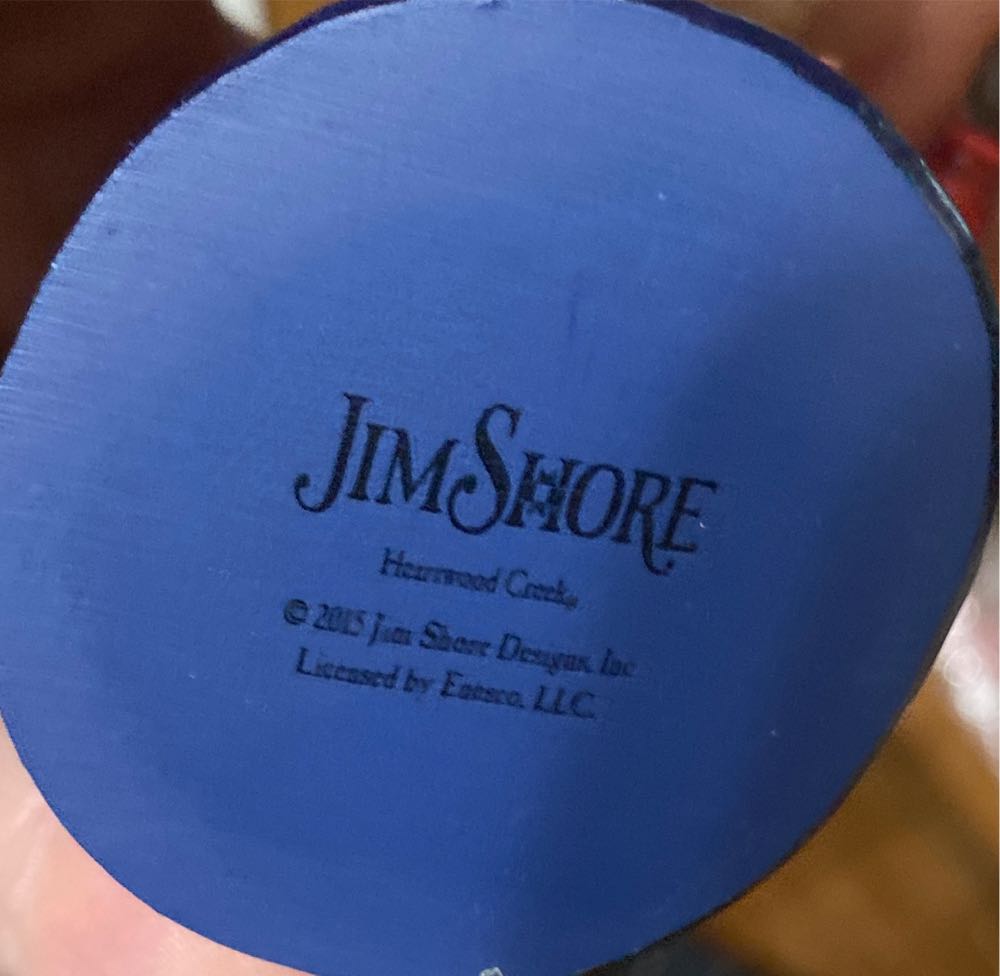 JIM SHORE
Heartwood Creek®
© 2015 Jim Shore Designs, Inc
Licensed by Enesco, LLC.